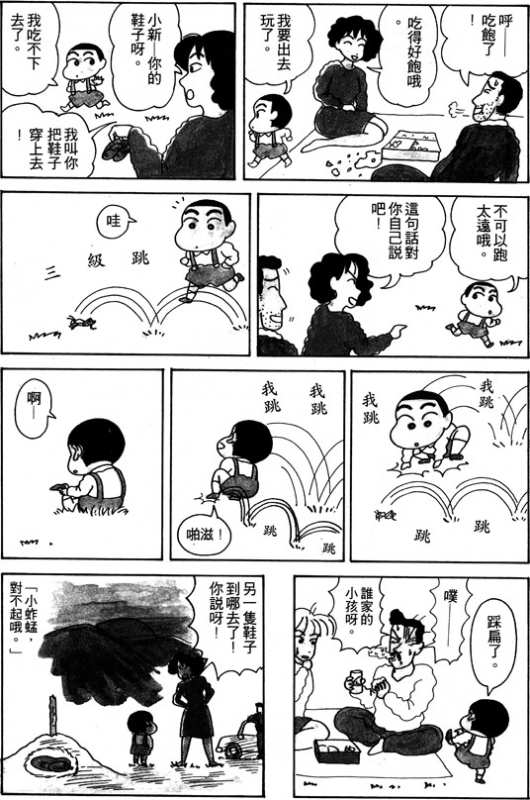 呼——
吃飽了！
吃得好飽哦。
我要出去
玩了。
小新—你的
鞋子呀。
我吃不下
去了。
我叫你
把鞋子
穿上去
！
不可以跑
太遠哦。
這句話對
你自己說
吧！
三級跳
哇
我跳
我跳
跳
跳
我跳
我跳
跳
跳
啪滋！
啊—
踩扁了。
噗——
誰家的
小孩呀。
另一隻鞋子
到哪去了！
你說呀！
「小蚱蜢，
對不起哦。」